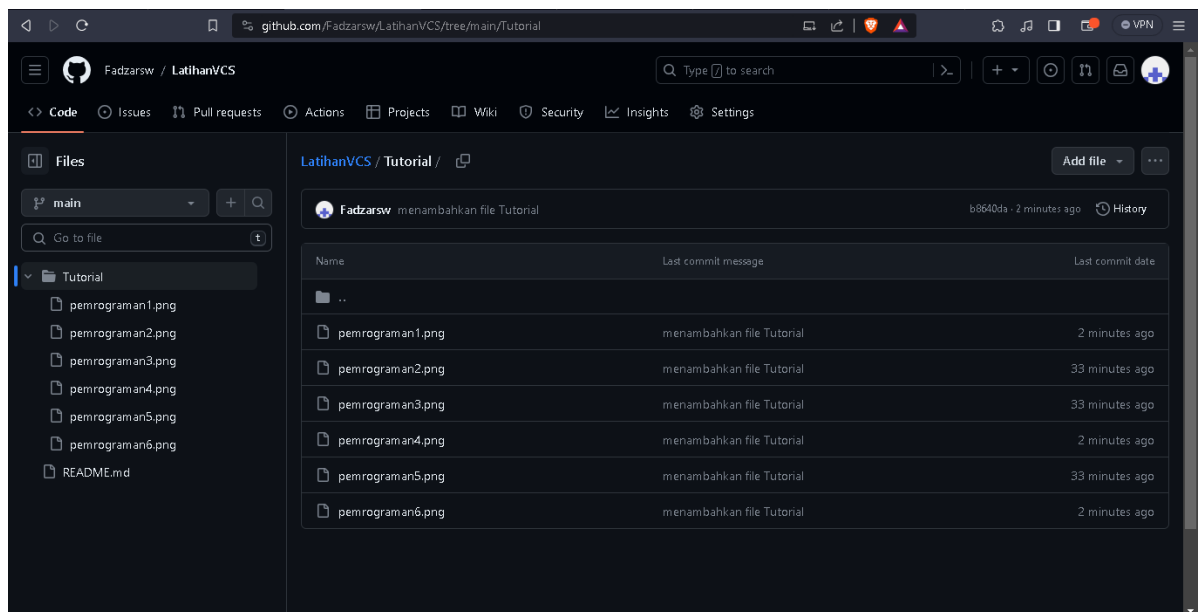 github.com/Fadzarsw/LatihanVCS/tree/main/Tutorial
VPN
Fadzarsw / LatihanVCS
Type / to search
Code Issues Pull requests Actions Projects Wiki Security Insights Settings
Files
main
Go to file
t
Tutorial
pemrograman1.png
pemrograman2.png
pemrograman3.png
pemrograman4.png
pemrograman5.png
pemrograman6.png
README.md
LatihanVCS / Tutorial /
Add file
Fadzarsw menambahkan file Tutorial
b8640da · 2 minutes ago
History
Name Last commit message Last commit date
..
pemrograman1.png menambahkan file Tutorial 2 minutes ago
pemrograman2.png menambahkan file Tutorial 33 minutes ago
pemrograman3.png menambahkan file Tutorial 33 minutes ago
pemrograman4.png menambahkan file Tutorial 2 minutes ago
pemrograman5.png menambahkan file Tutorial 33 minutes ago
pemrograman6.png menambahkan file Tutorial 2 minutes ago